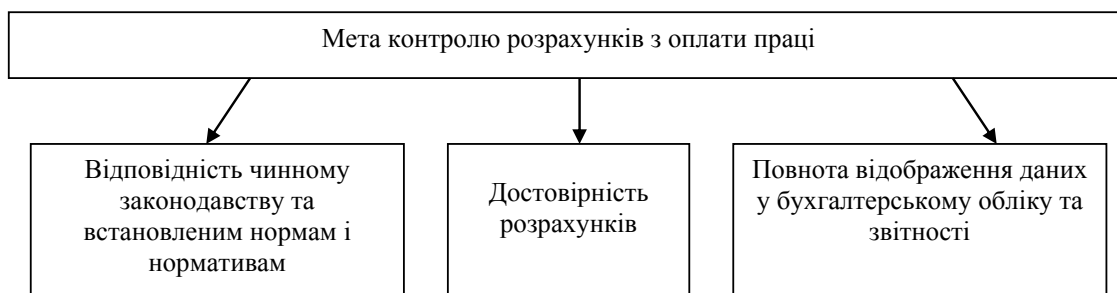 Мета контролю розрахунків з оплати праці
Відповідність чинному
законодавству та
встановленим нормам і
нормативам
Достовірність
розрахунків
Повнота відображення даних
у бухгалтерському обліку та
звітності